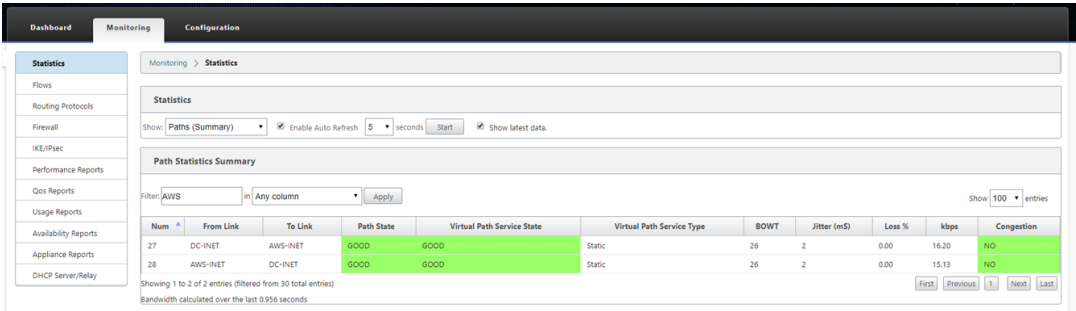 Dashboard Monitoring Configuration
Statistics
Flows
Routing Protocols
Firewall
IKE/IPsec
Performance Reports
Qos Reports
Usage Reports
Availability Reports
Appliance Reports
DHCP Server/Relay
Monitoring > Statistics
Statistics
Show: Paths (Summary) Enable Auto Refresh 5 seconds Start Show latest data.
Path Statistics Summary
Filter: AWS in Any column Apply
Show 100 entries
Num From Link To Link Path State Virtual Path Service State Virtual Path Service Type BOWT Jitter (mS) Loss % kbps Congestion
27 DC-INET AWS-INET GOOD GOOD Static 26 2 0.00 16.20 NO
28 AWS-INET DC-INET GOOD GOOD Static 26 2 0.00 15.13 NO
Showing 1 to 2 of 2 entries (filtered from 30 total entries)
First Previous 1 Next Last
Bandwidth calculated over the last 0.956 seconds